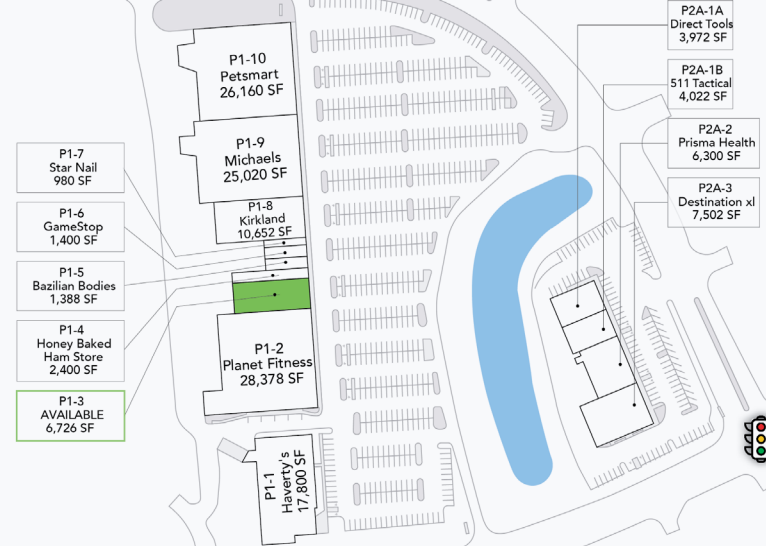 P1-10
Petsmart
26,160 SF
P1-9
Michaels
25,020 SF
P1-8
Kirkland
10,652 SF
P1-7
Star Nail
980 SF
P1-6
GameStop
1,400 SF
P1-5
Bazilian Bodies
1,388 SF
P1-4
Honey Baked
Ham Store
2,400 SF
P1-3
AVAILABLE
6,726 SF
P1-2
Planet Fitness
28,378 SF
P1-1
Haverty's
17,800 SF
P2A-1A
Direct Tools
3,972 SF
P2A-1B
511 Tactical
4,022 SF
P2A-2
Prisma Health
6,300 SF
P2A-3
Destination xl
7,502 SF